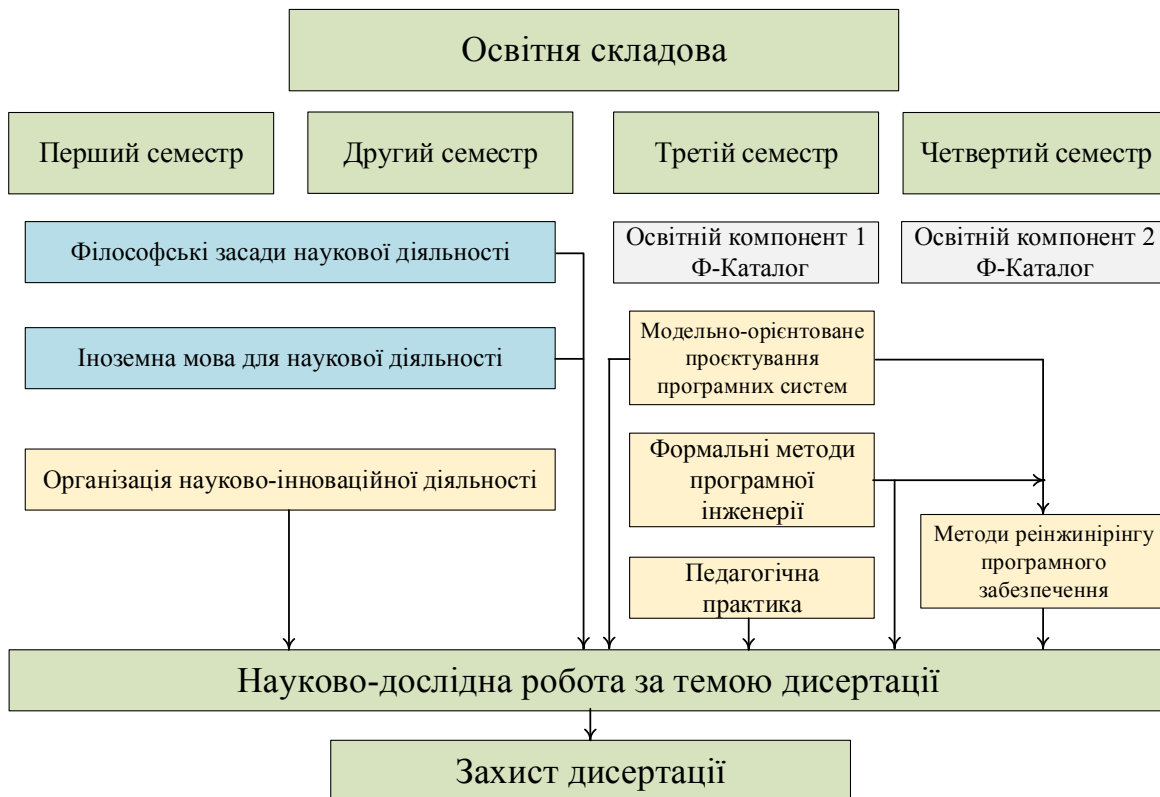 Освітня складова
Перший семестр
Другий семестр
Третій семестр
Четвертий семестр
Філософські засади наукової діяльності
Освітній компонент 1
Ф-Каталог
Освітній компонент 2
Ф-Каталог
Іноземна мова для наукової діяльності
Модельно-орієнтоване
проєктування
програмних систем
Організація науково-інноваційної діяльності
Формальні методи
програмної
інженерії
Методи реінжинірінгу
програмного
забезпечення
Педагогічна
практика
Науково-дослідна робота за темою дисертації
Захист дисертації